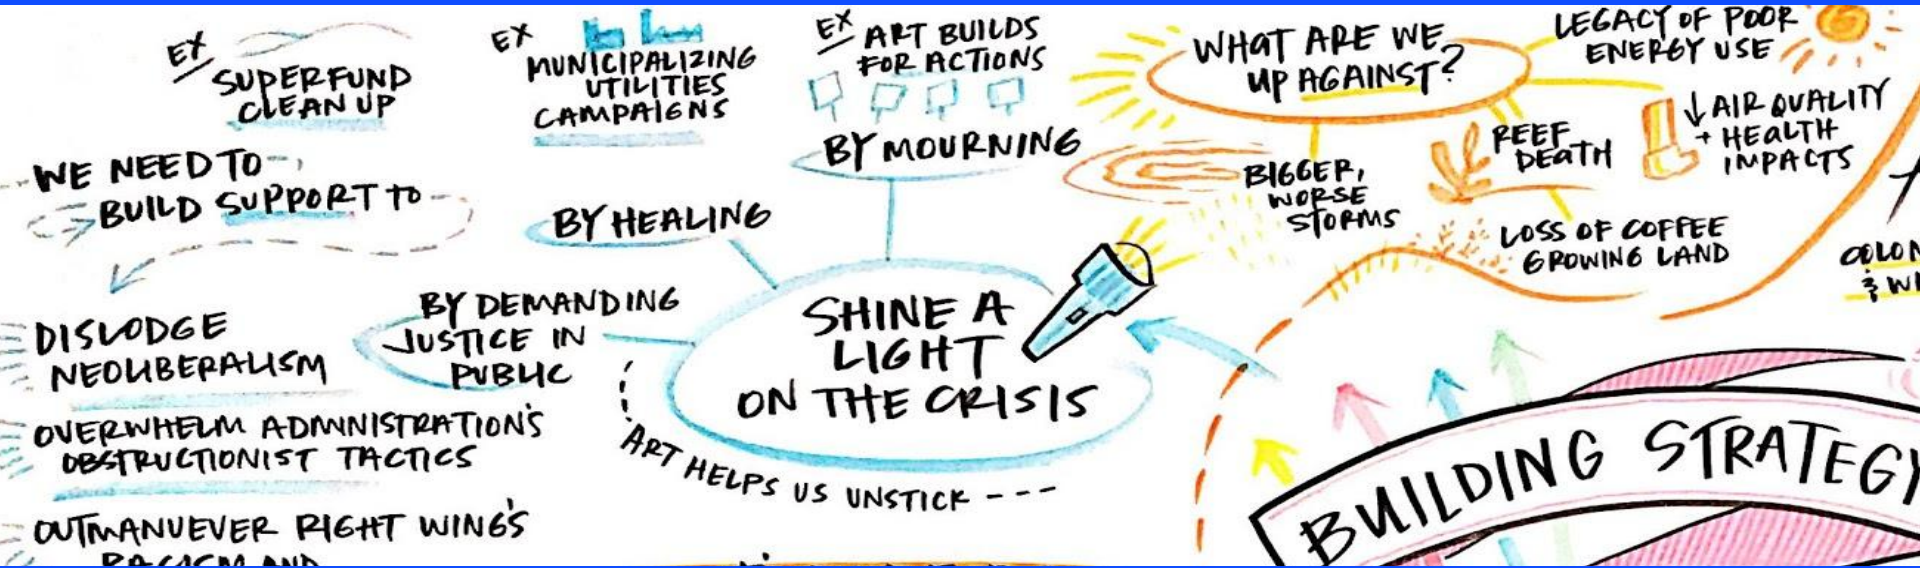 EX
SUPERFUND
CLEAN UP
EX
MUNICIPALIZING
UTILITIES
CAMPAIGNS
EX
ART BUILDS
FOR ACTIONS
BY MOURNING
WE NEED TO
BUILD SUPPORT TO
BY HEALING
DISLODGE
NEOLIBERALISM
OVERWHELM ADMINISTRATION'S
OBSTRUCTIONIST TACTICS
OUTMANUEVER RIGHT WING'S
RACISM AND
BY DEMANDING
JUSTICE IN
PUBLIC
SHINE A
LIGHT
ON THE CRISIS
ART HELPS US UNSTICK ---
WHAT ARE WE
UP AGAINST?
LEGACY OF POOR
ENERGY USE
↓ AIR QUALITY
+ HEALTH
IMPACTS
REEF
DEATH
BIGGER,
WORSE
STORMS
LOSS OF COFFEE
GROWING LAND
BUILDING STRATEGY